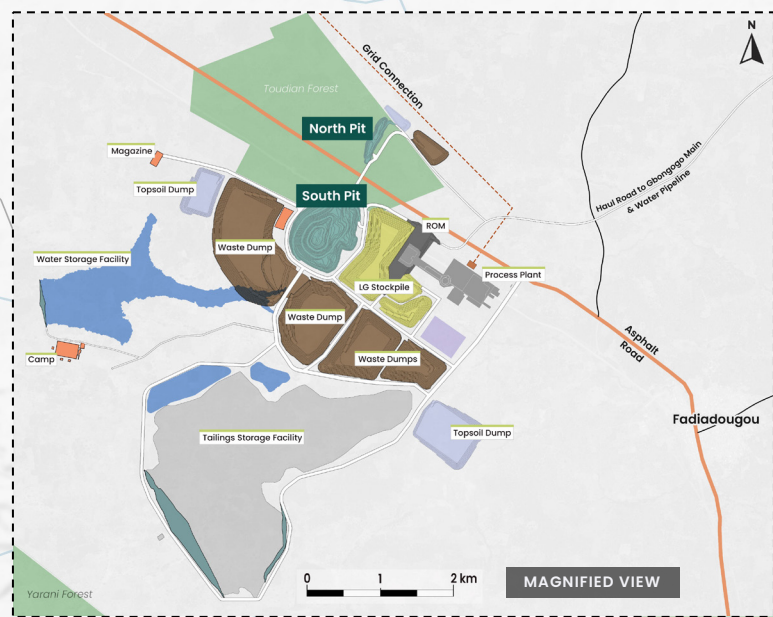 N
Grid Connection
Toudian Forest
North Pit
Magazine
Topsoil Dump
South Pit
Haul Road to Gbongogo Main
& Water Pipeline
ROM
Waste Dump
Water Storage Facility
Process Plant
LG Stockpile
Waste Dump
Asphalt
Road
Camp
Waste Dumps
Fadiadougou
Topsoil Dump
Tailings Storage Facility
0 1 2 km
MAGNIFIED VIEW
Yarani Forest